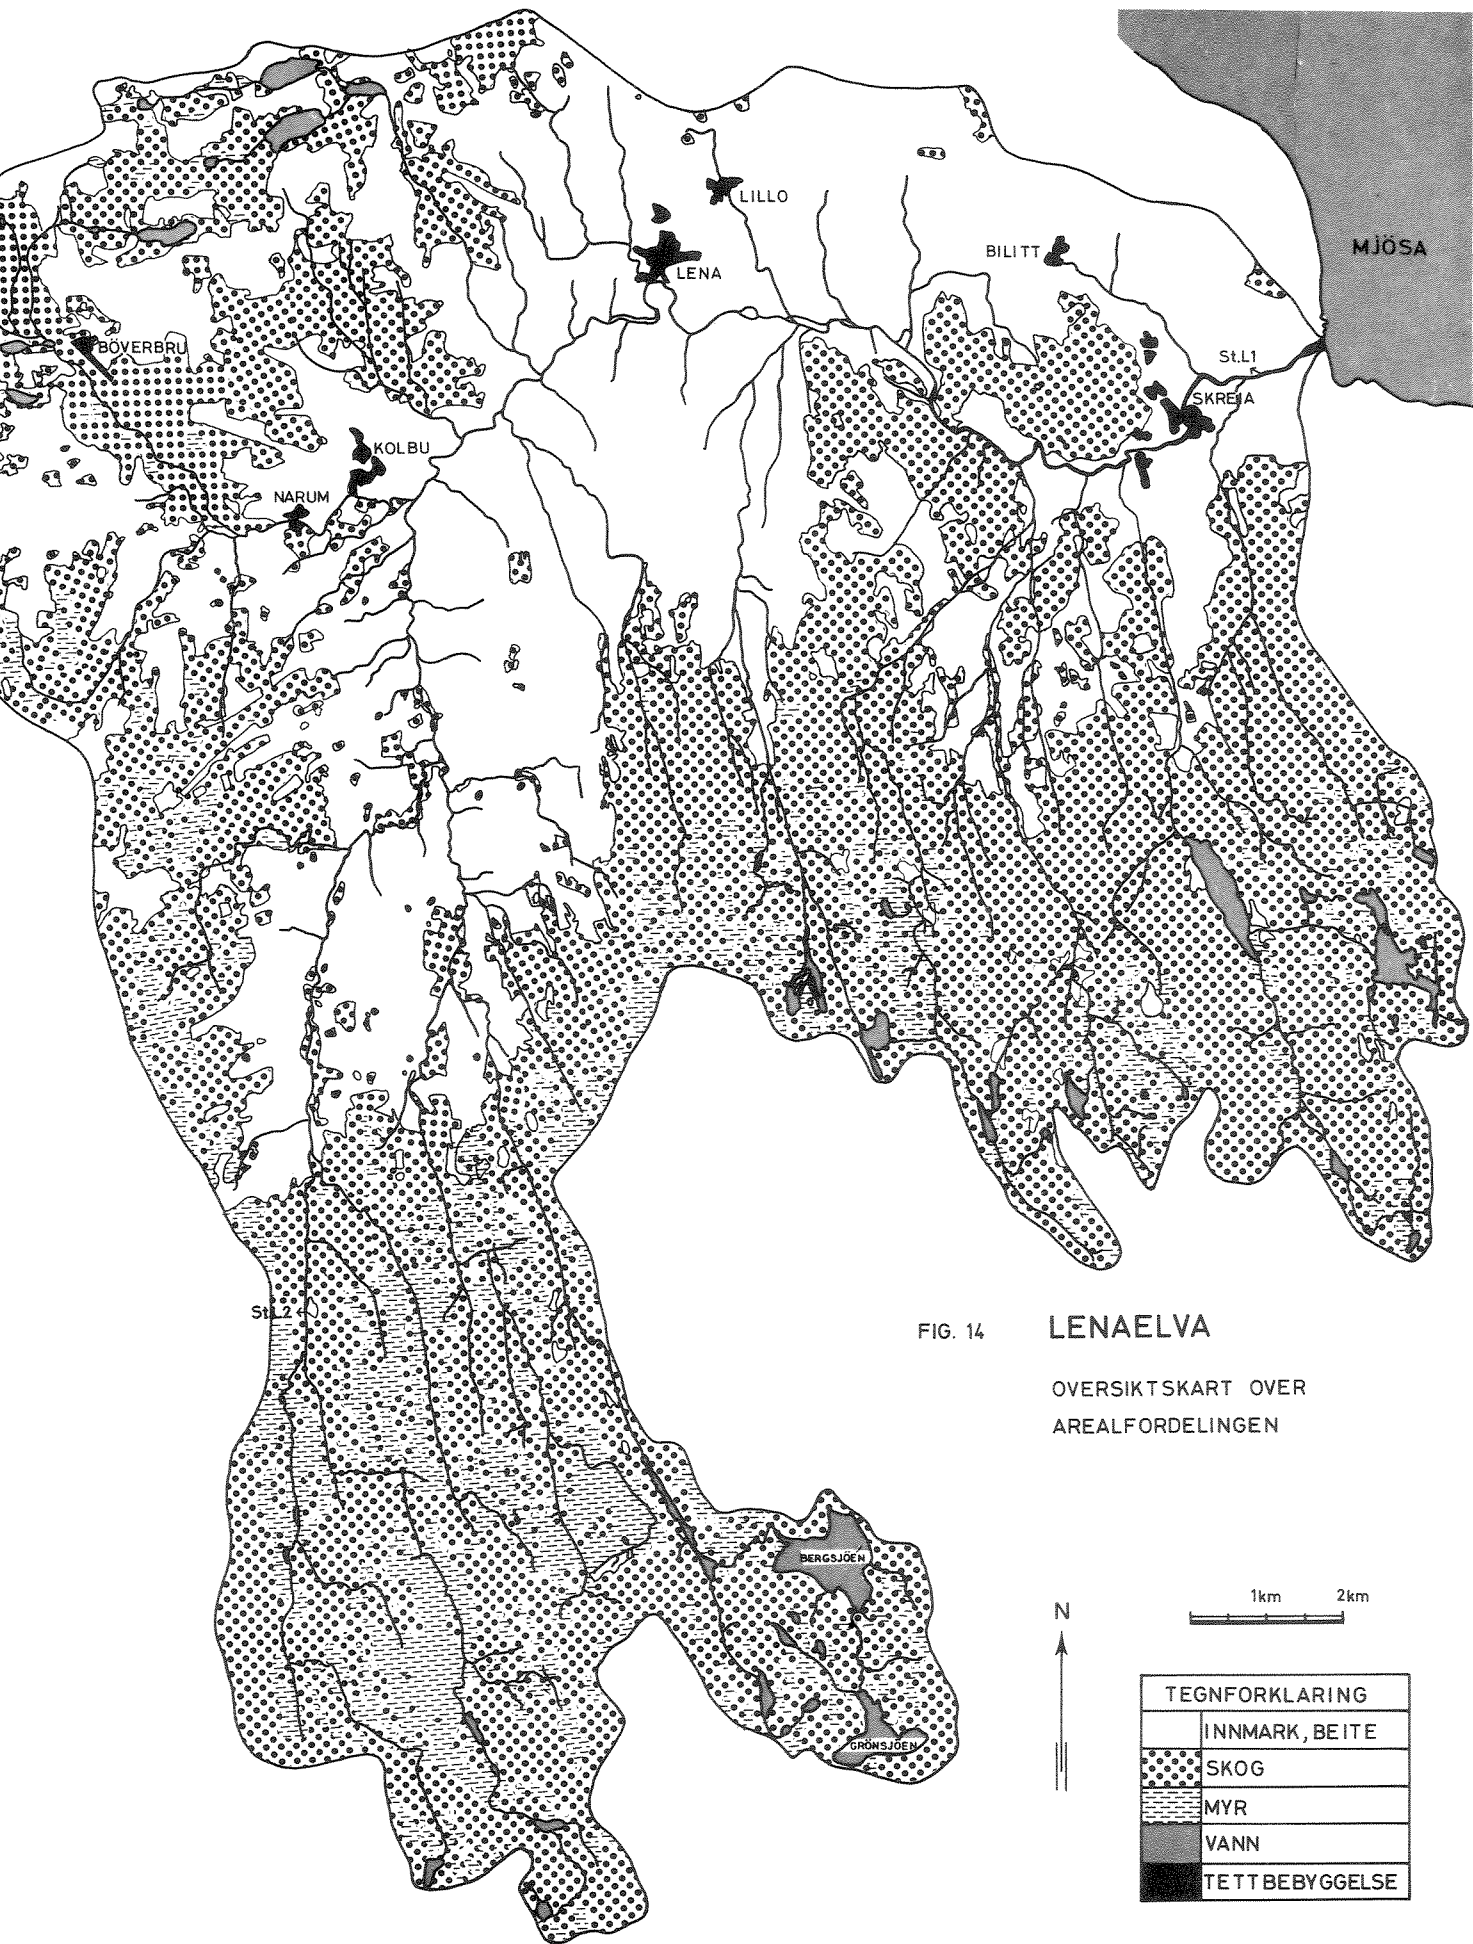 LILLO
MJÖSA
BILITT
LENA
BÖVERBRU
St.L1
SKREIA
KOLBU
NARUM
St.L2
FIG. 14 LENAELVA
OVERSIKTSKART OVER
AREALFORDELINGEN
BERGSJÖEN
GRÖNSJÖEN
N
1km 2km
TEGNFORKLARING
INNMARK, BEITE
SKOG
MYR
VANN
TETTBEBYGGELSE